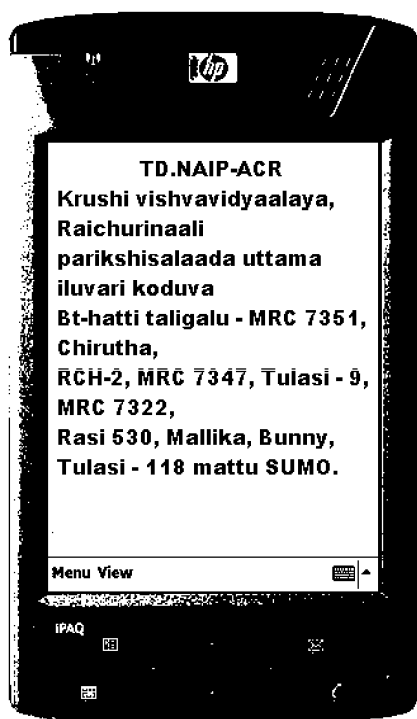 hp
TD.NAIP-ACR
Krushi vishvavidyaalaya,
Raichurinaali
parikshisalaada uttama
iluvari koduva
Bt-hatti taligalu - MRC 7351,
Chirutha,
RCH-2, MRC 7347, Tulasi - 9,
MRC 7322,
Rasi 530, Mallika, Bunny,
Tulasi - 118 mattu SUMO.
Menu View
iPAQ